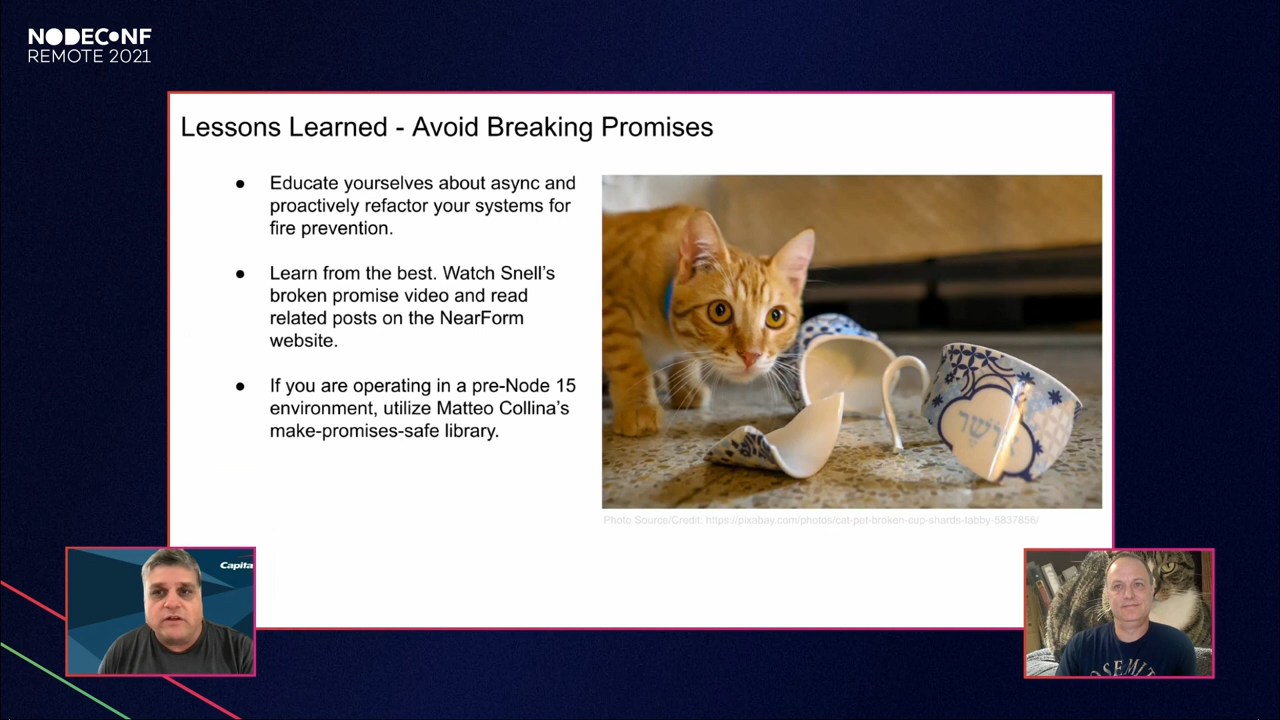 NODECONF
REMOTE 2021
Lessons Learned - Avoid Breaking Promises
● Educate yourselves about async and
proactively refactor your systems for
fire prevention.
● Learn from the best. Watch Snell’s
broken promise video and read
related posts on the NearForm
website.
● If you are operating in a pre-Node 15
environment, utilize Matteo Collina’s
make-promises-safe library.
Photo Source/Credit: https://pixabay.com/photos/cat-pet-broken-cup-shards-tabby-5837856/
Capita
OSEMIT